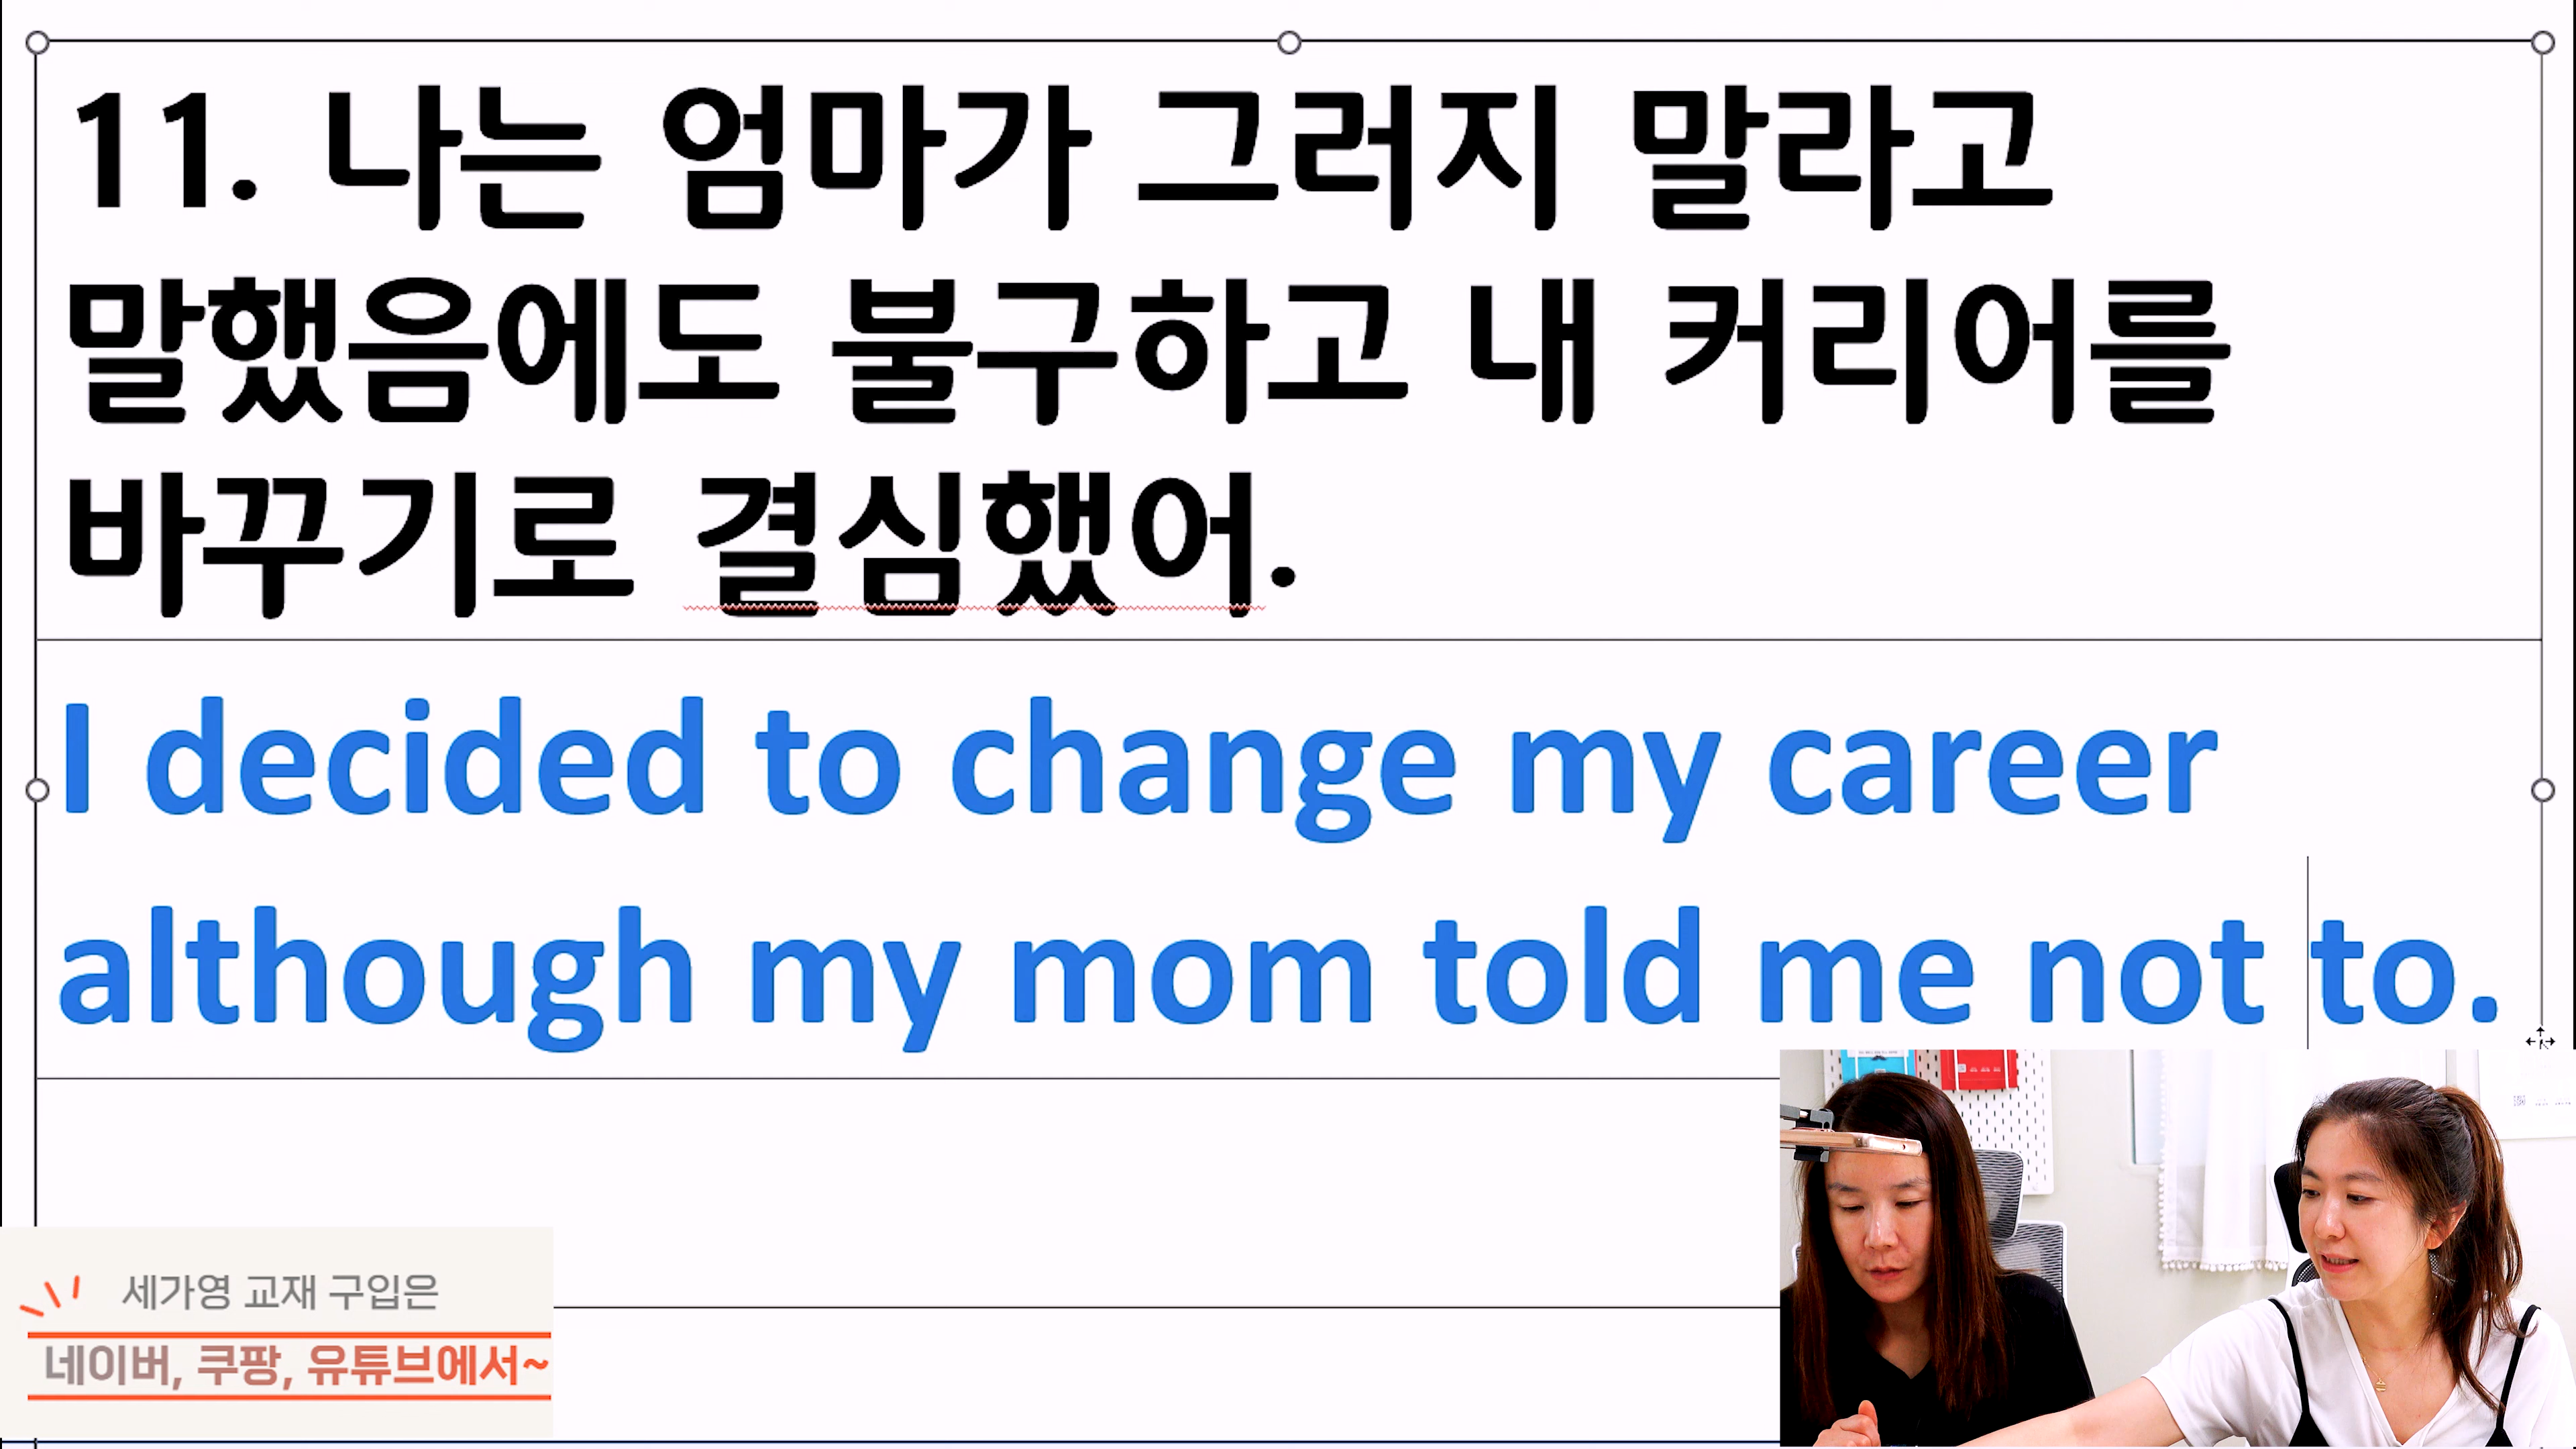 11. 나는 엄마가 그러지 말라고
말했음에도 불구하고 내 커리어를
바꾸기로 결심했어.
I decided to change my career
although my mom told me not to.
세가영 교재 구입은
네이버, 쿠팡, 유튜브에서~